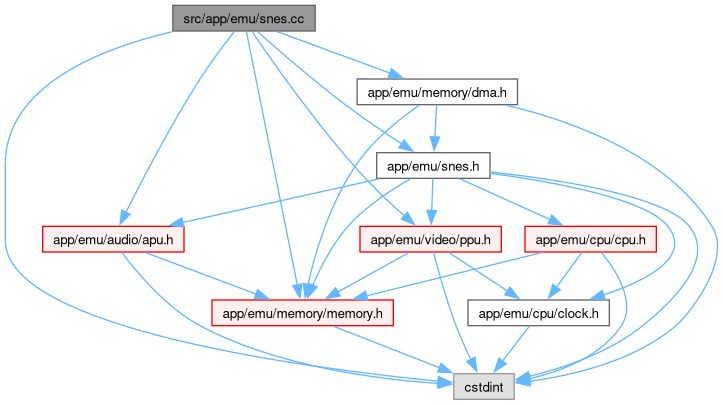 src/app/emu/snes.cc
app/emu/memory/dma.h
app/emu/snes.h
app/emu/audio/apu.h
app/emu/video/ppu.h
app/emu/cpu/cpu.h
app/emu/memory/memory.h
app/emu/cpu/clock.h
cstdint